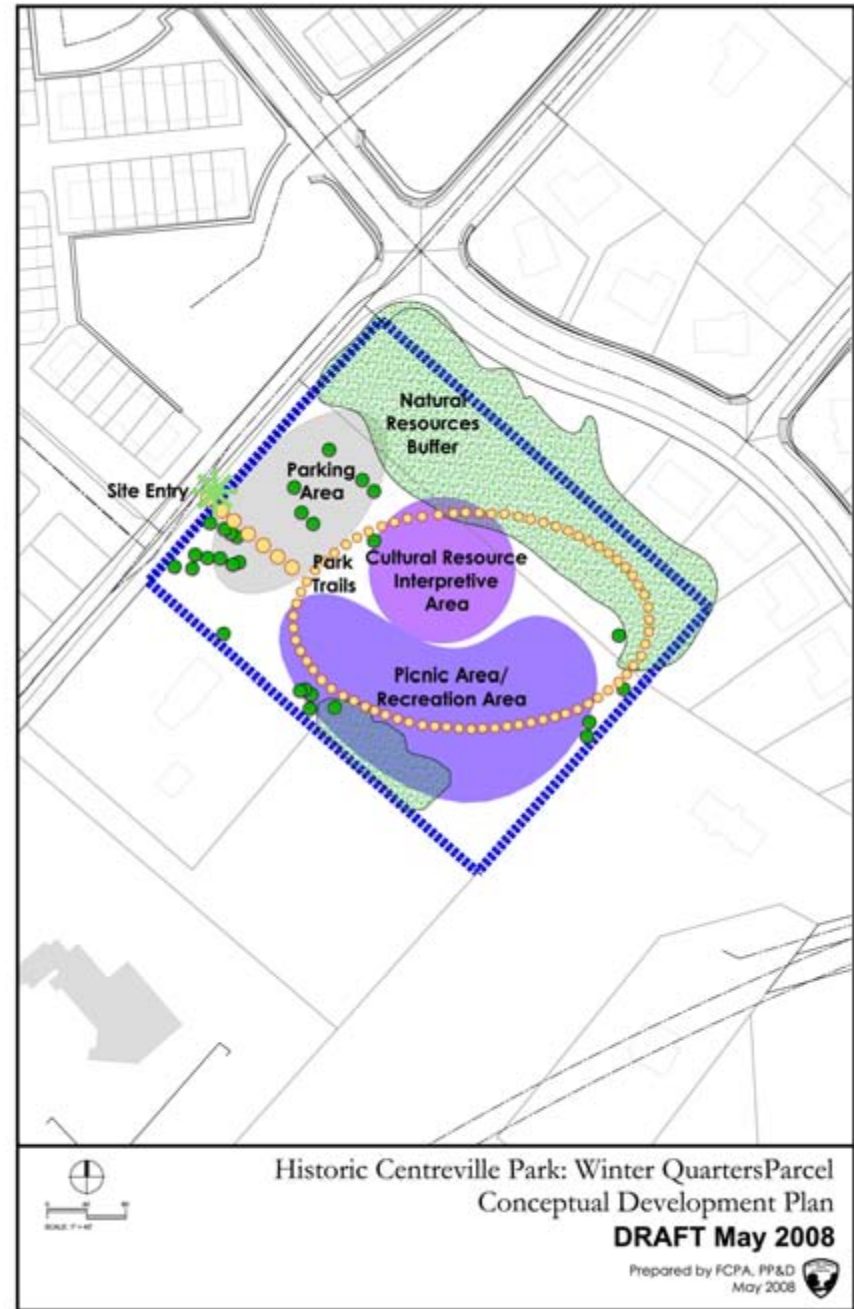 Natural
Resources
Buffer
Site Entry
Parking
Area
Park
Trails
Cultural Resource
Interpretive
Area
Picnic Area/
Recreation Area
Historic Centreville Park: Winter QuartersParcel
Conceptual Development Plan
DRAFT May 2008
Prepared by FCPA, PP&D
May 2008